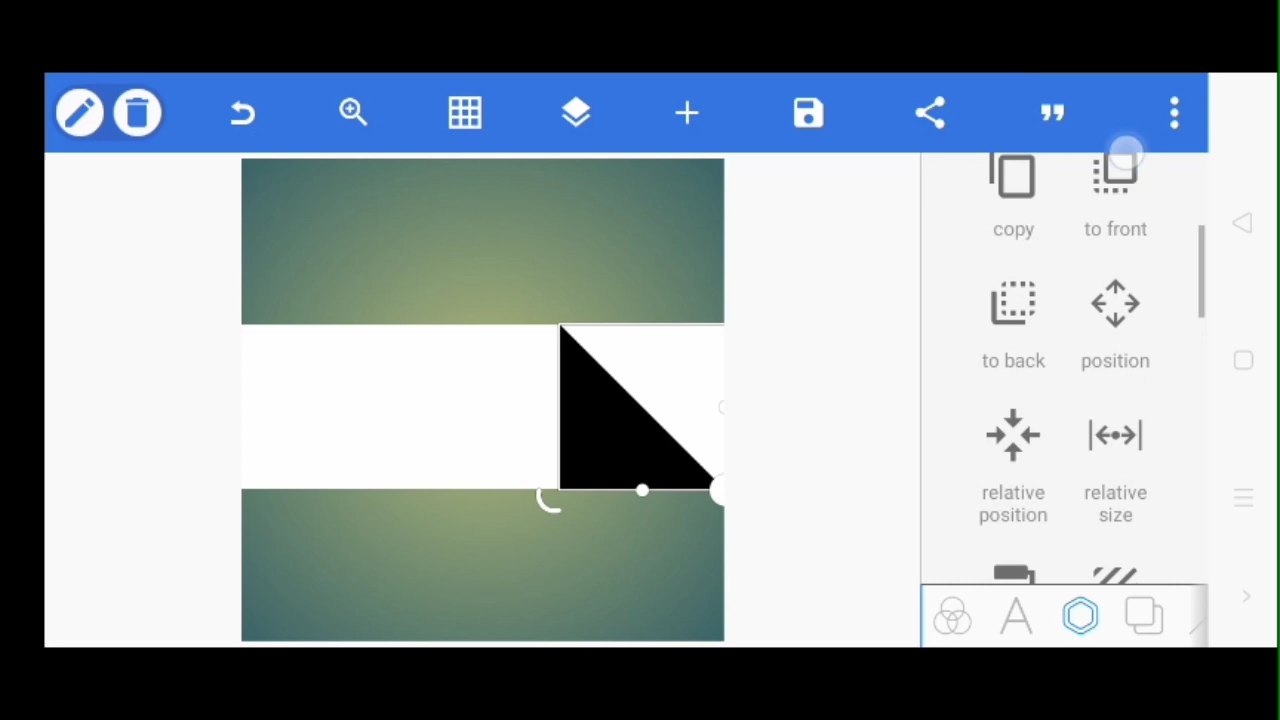 copy
to front
to back
position
relative
position
relative
size